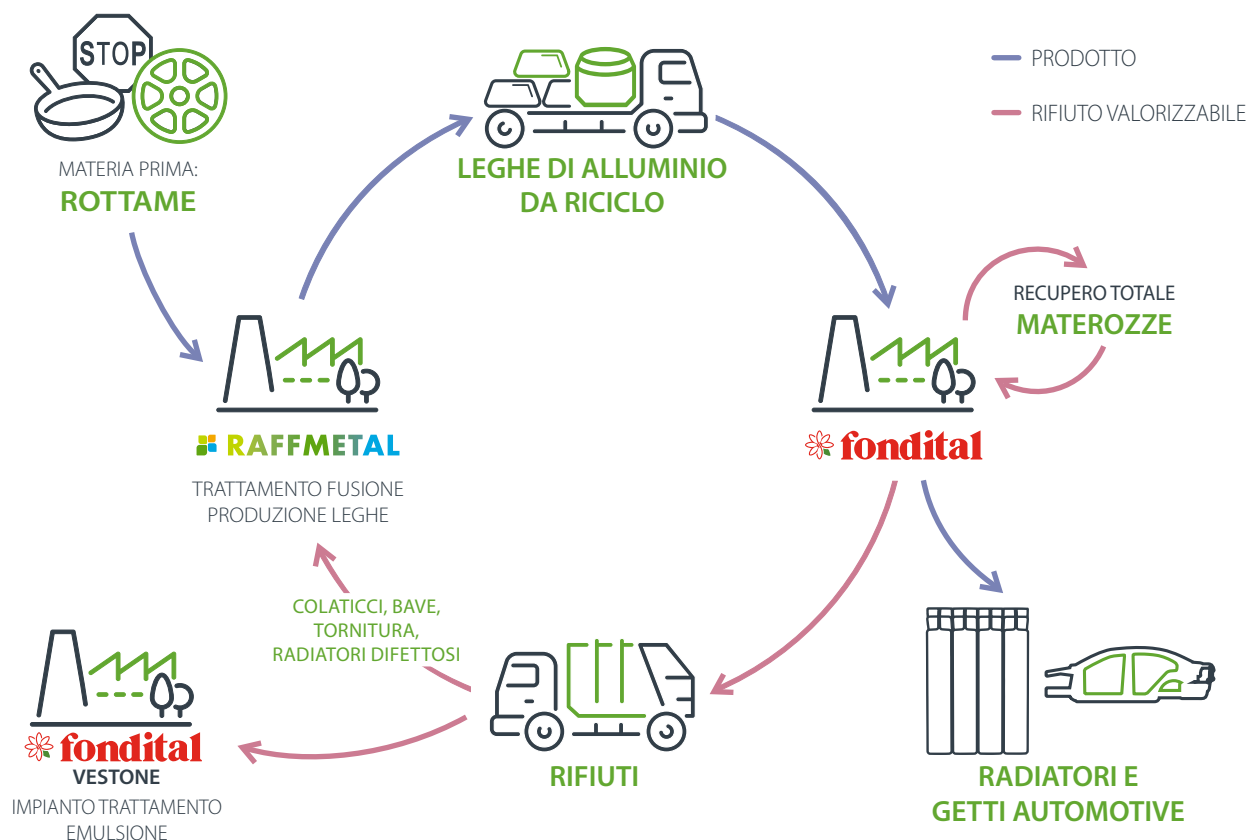 STOP
MATERIA PRIMA:
ROTTAME
LEGHE DI ALLUMINIO
DA RICICLO
PRODOTTO
RIFIUTO VALORIZZABILE
RECUPERO TOTALE
MATEROZZE
RAFFMETAL
TRATTAMENTO FUSIONE
PRODUZIONE LEGHE
fondital
COLATICCI, BAVE,
TORNITURA,
RADIATORI DIFETTOSI
fondital
VESTONE
IMPIANTO TRATTAMENTO
EMULSIONE
RIFIUTI
RADIATORI E
GETTI AUTOMOTIVE